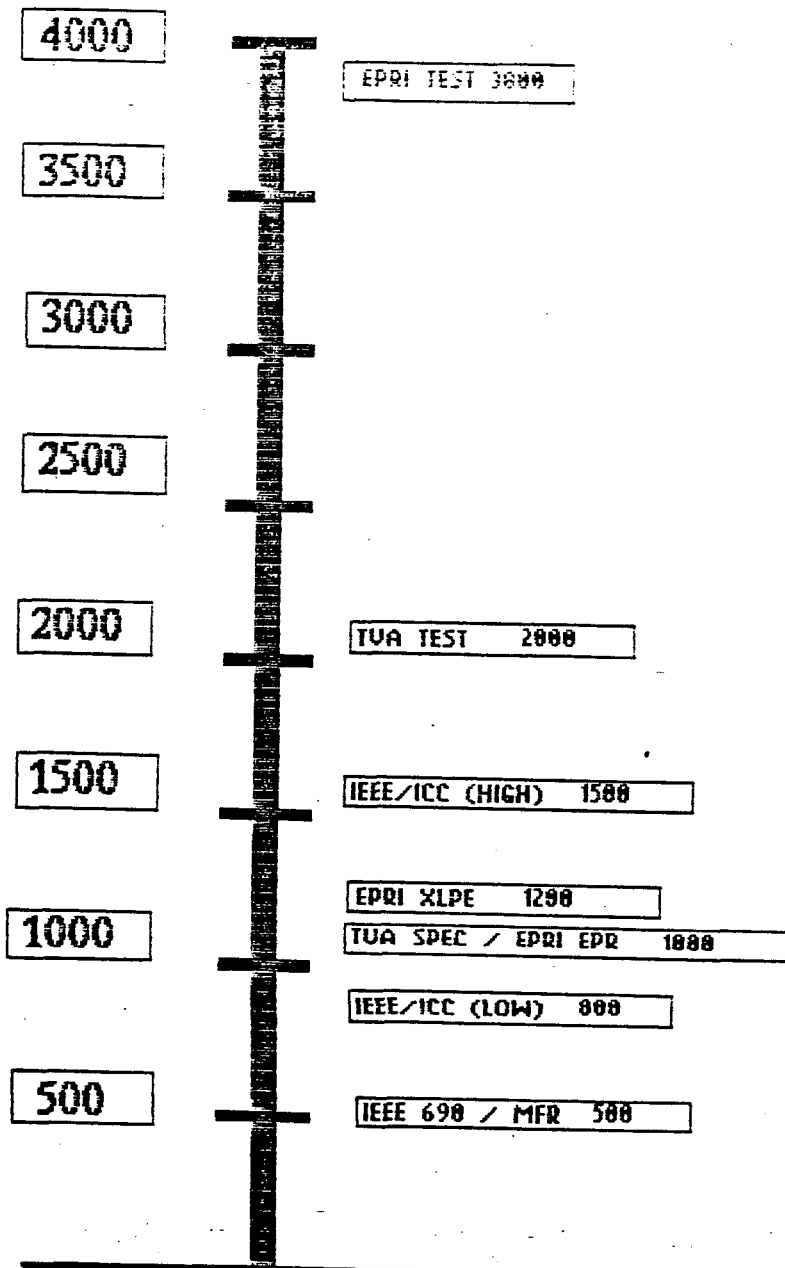 4000
EPRI TEST 3800
3500
3000
2500
2000
TVA TEST 2000
1500
IEEE/ICC (HIGH) 1500
EPRI XLPE 1200
1000
TVA SPEC / EPRI EPR 1000
IEEE/ICC (LOW) 800
500
IEEE 690 / MFR 500